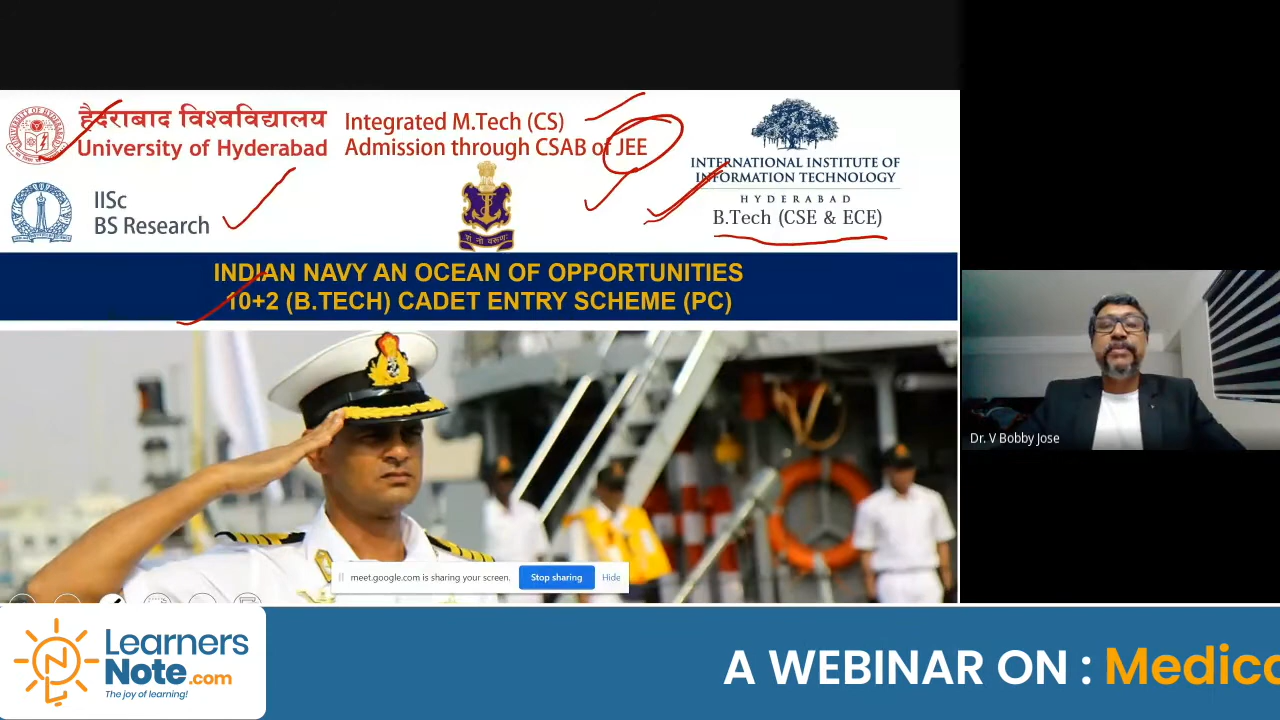 हैदराबाद विश्वविद्यालय
University of Hyderabad
Integrated M.Tech (CS)
Admission through CSAB of JEE
INTERNATIONAL INSTITUTE OF
INFORMATION TECHNOLOGY
HYDERABAD
B.Tech (CSE & ECE)
IISc
BS Research
INDIAN NAVY AN OCEAN OF OPPORTUNITIES
10+2 (B.TECH) CADET ENTRY SCHEME (PC)
Dr. V Bobby Jose
meet.google.com is sharing your screen.
Stop sharing
Hide
Learners
Note.com
The joy of learning!
A WEBINAR ON : Medica